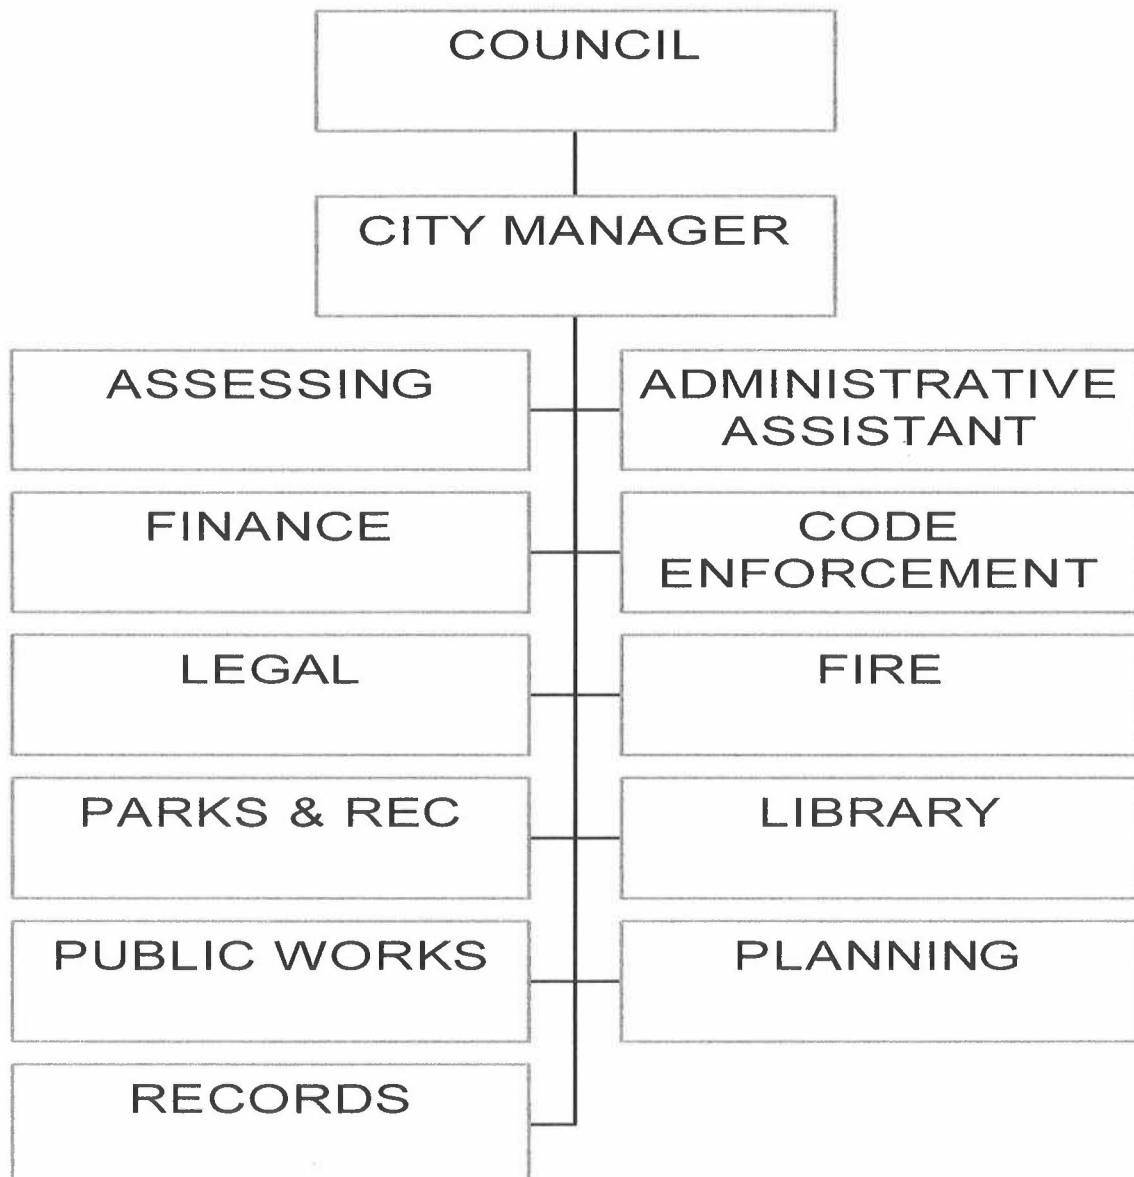 COUNCIL
CITY MANAGER
ASSESSING
ADMINISTRATIVE
ASSISTANT
FINANCE
CODE
ENFORCEMENT
LEGAL
FIRE
PARKS & REC
LIBRARY
PUBLIC WORKS
PLANNING
RECORDS